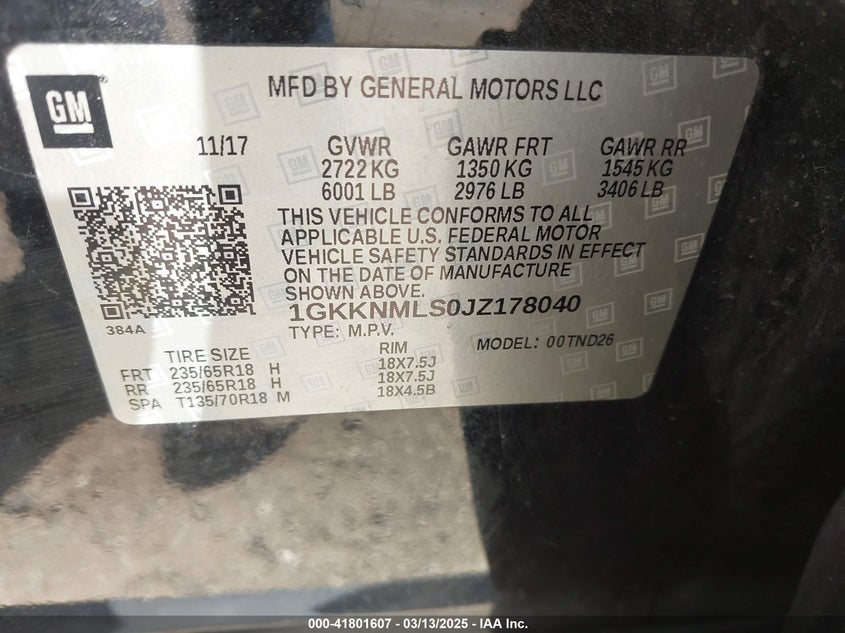 GM
MFD BY GENERAL MOTORS LLC
11/17 GVWR GAWR FRT GAWR RR
2722 KG 1350 KG 1545 KG
6001 LB 2976 LB 3406 LB
THIS VEHICLE CONFORMS TO ALL
APPLICABLE U.S. FEDERAL MOTOR
VEHICLE SAFETY STANDARDS IN EFFECT
ON THE DATE OF MANUFACTURE
SHOWN ABOVE.
1GKKNMLS0JZ178040
384A
TYPE: M.P.V. MODEL: 00TND26
TIRE SIZE RIM
FRT 235/65R18 H 18X7.5J
RR 235/65R18 H 18X7.5J
SPA T135/70R18 M 18X4.5B
000-41801607 - 03/13/2025 - IAA Inc.